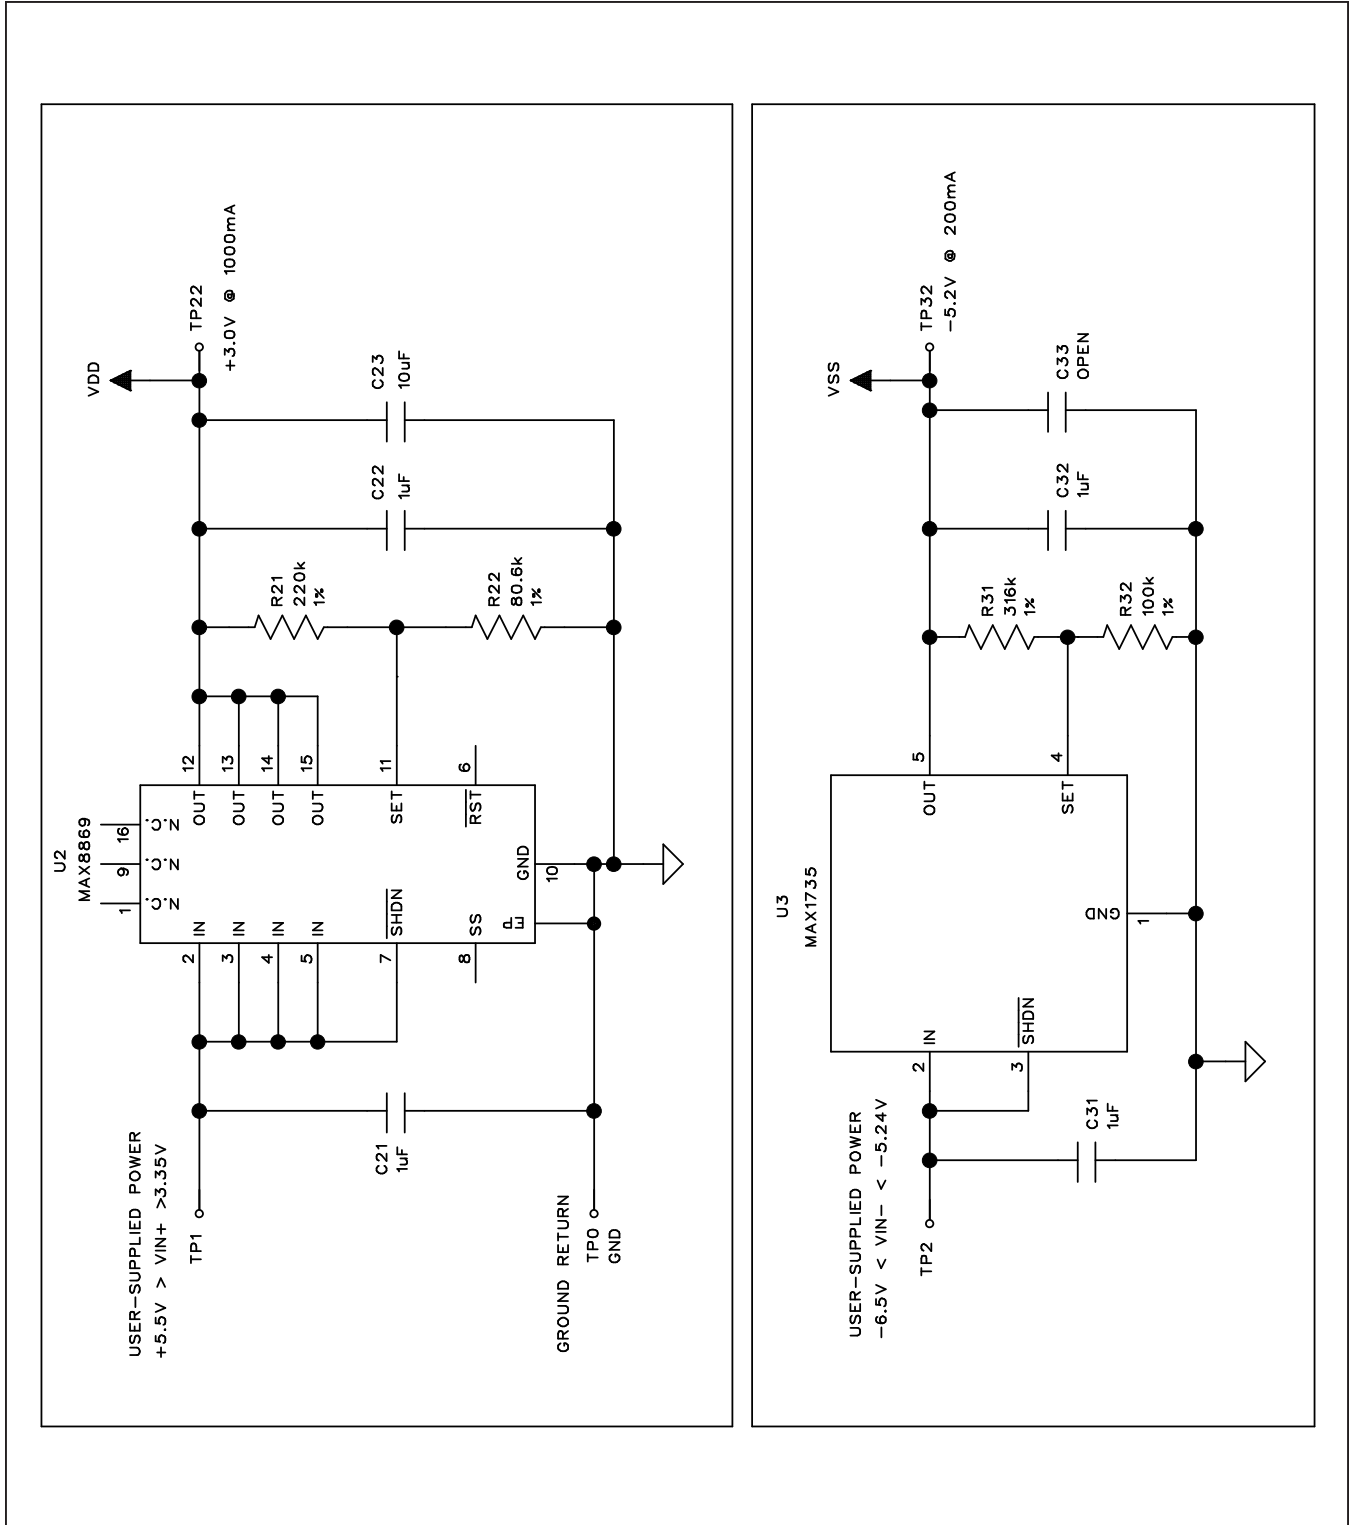 U2
MAX8869
1
9
16
N.C.
N.C.
N.C.
USER-SUPPLIED POWER
+5.5V > VIN+ >3.35V
TP1
C21
1uF
GROUND RETURN
TP0
GND
2
3
4
5
7
8
IN
IN
IN
IN
SHDN
SS
EP
GND
10
OUT
OUT
OUT
OUT
SET
RST
12
13
14
15
11
6
R21
220k
1%
R22
80.6k
1%
C22
1uF
C23
10uF
VDD
TP22
+3.0V @ 1000mA
U3
MAX1735
USER-SUPPLIED POWER
-6.5V < VIN- < -5.24V
TP2
C31
1uF
2
3
IN
SHDN
GND
1
OUT
SET
5
4
R31
316k
1%
R32
100k
1%
C32
1uF
C33
OPEN
VSS
TP32
-5.2V @ 200mA